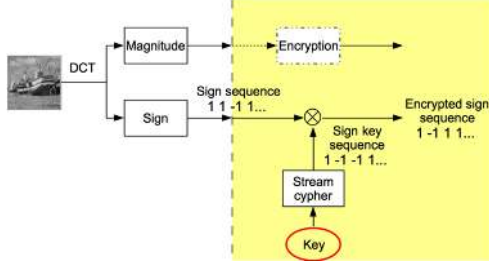 Magnitude
Encryption
DCT
Sign sequence
1 1 -1 1...
Sign
Encrypted sign
sequence
1 -1 1 1...
Sign key
sequence
1 -1 -1 1...
Stream
cypher
Key